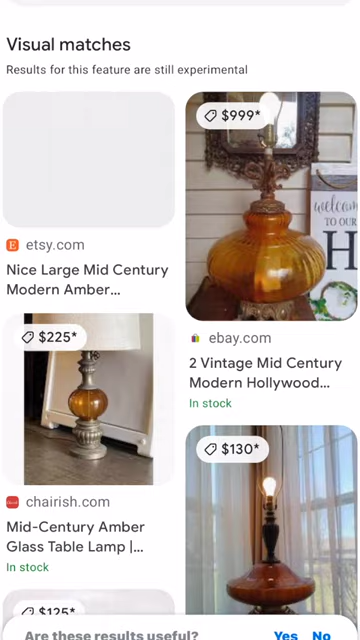 Visual matches
Results for this feature are still experimental
etsy.com
Nice Large Mid Century
Modern Amber...
$225*
chairish.com
Mid-Century Amber
Glass Table Lamp |...
In stock
$125*
$999*
welcome
TO OUR
H
ebay.com
2 Vintage Mid Century
Modern Hollywood...
In stock
$130*
Are these results useful?
Yes No